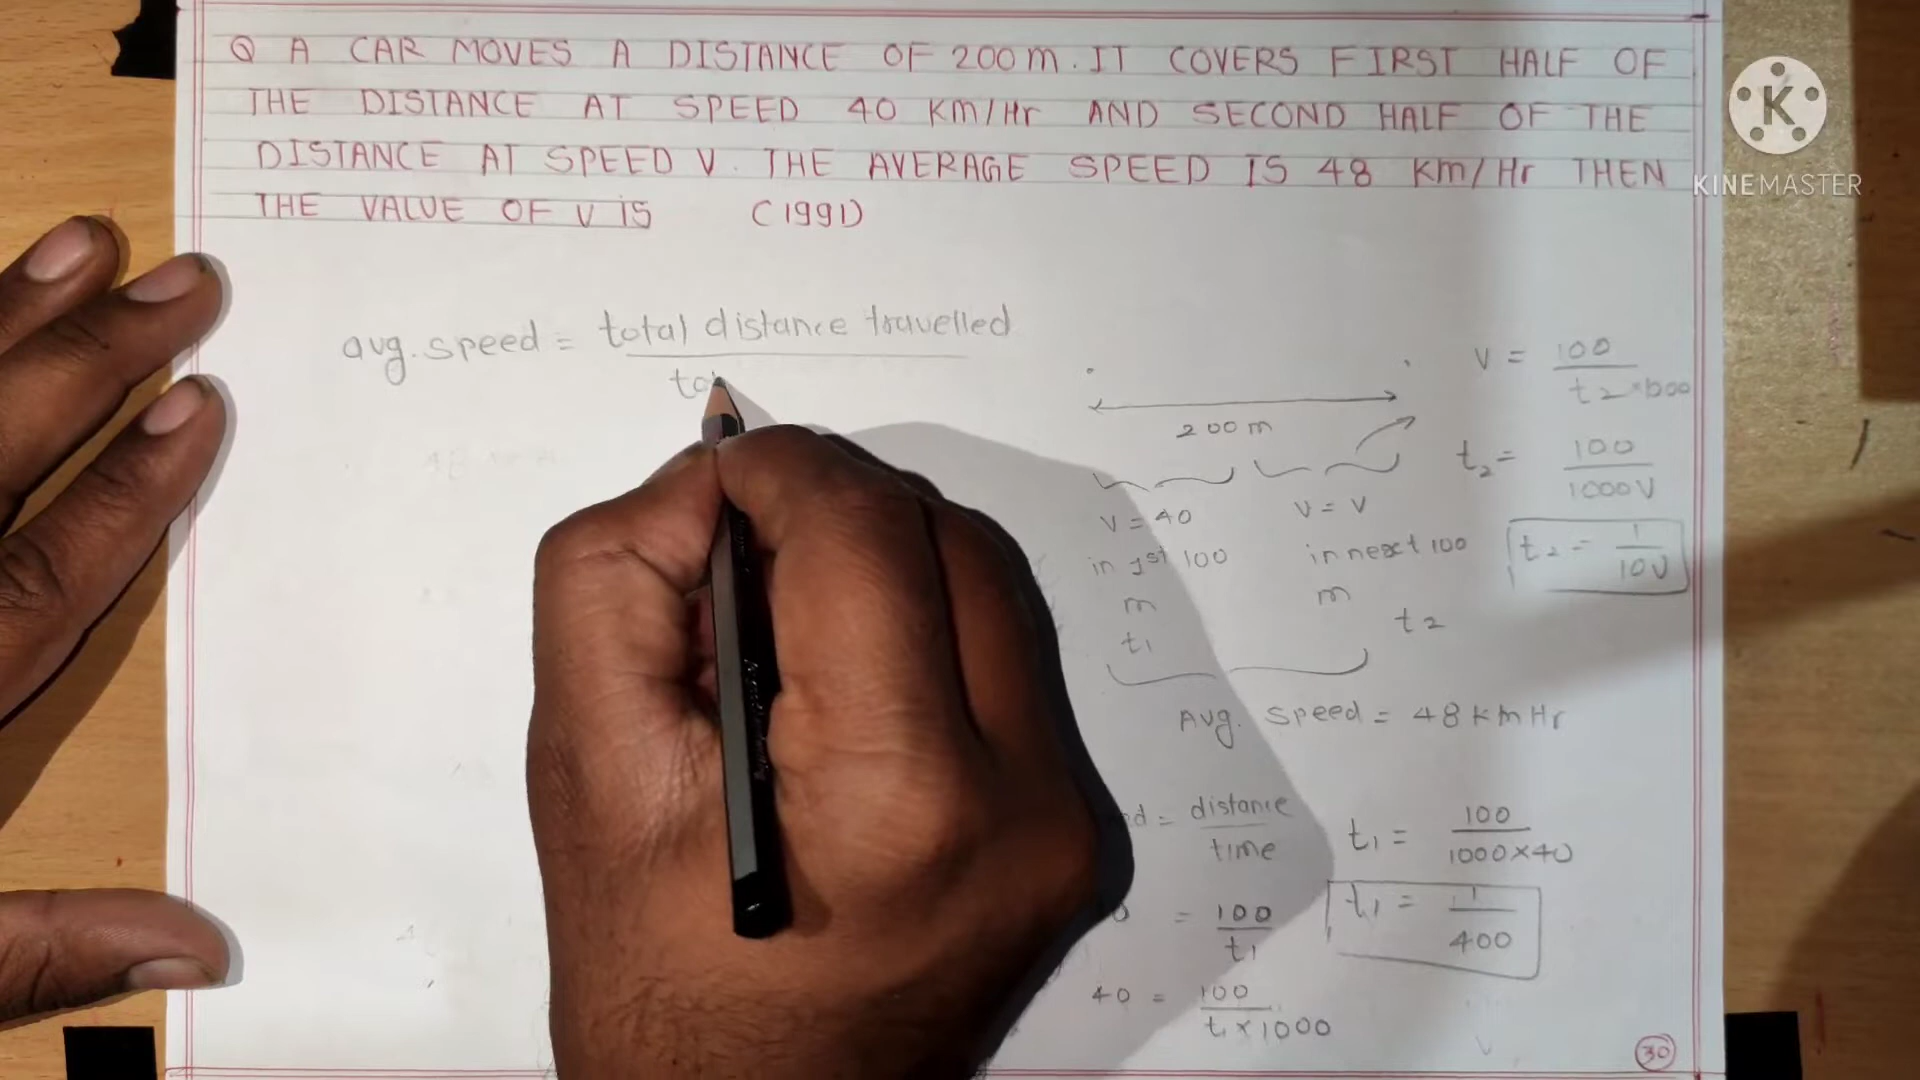 Q A CAR MOVES A DISTANCE OF 200 m. IT COVERS FIRST HALF OF
THE DISTANCE AT SPEED 40 KM/Hr AND SECOND HALF OF THE
DISTANCE AT SPEED V. THE AVERAGE SPEED IS 48 Km/Hr THEN
THE VALUE OF V IS (1991)
K
KINEMASTER
avg. speed = total distance travelled
to
200 m
V = 40
in 1st 100
m
t1
V = V
in next 100
m
t2
Avg. Speed = 48 Km Hr
V = 100
t2
t2 = 100
1000V
t2 = 1
10V
d = distance
time
= 100
t1
40 = 100
t1 x 1000
t1 = 100
1000 x 40
t1 = 1
400
30